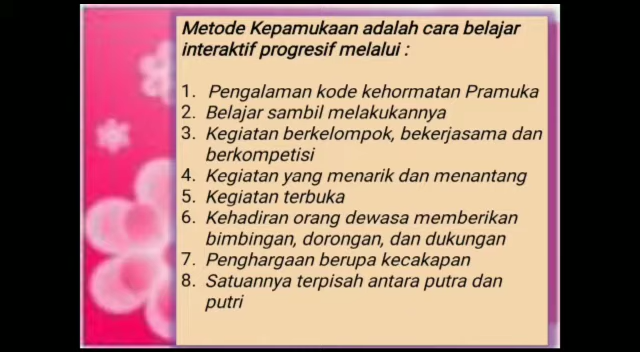 Metode Kepamukaan adalah cara belajar
interaktif progresif melalui :
1. Pengalaman kode kehormatan Pramuka
2. Belajar sambil melakukannya
3. Kegiatan berkelompok, bekerjasama dan
berkompetisi
4. Kegiatan yang menarik dan menantang
5. Kegiatan terbuka
6. Kehadiran orang dewasa memberikan
bimbingan, dorongan, dan dukungan
7. Penghargaan berupa kecakapan
8. Satuannya terpisah antara putra dan
putri